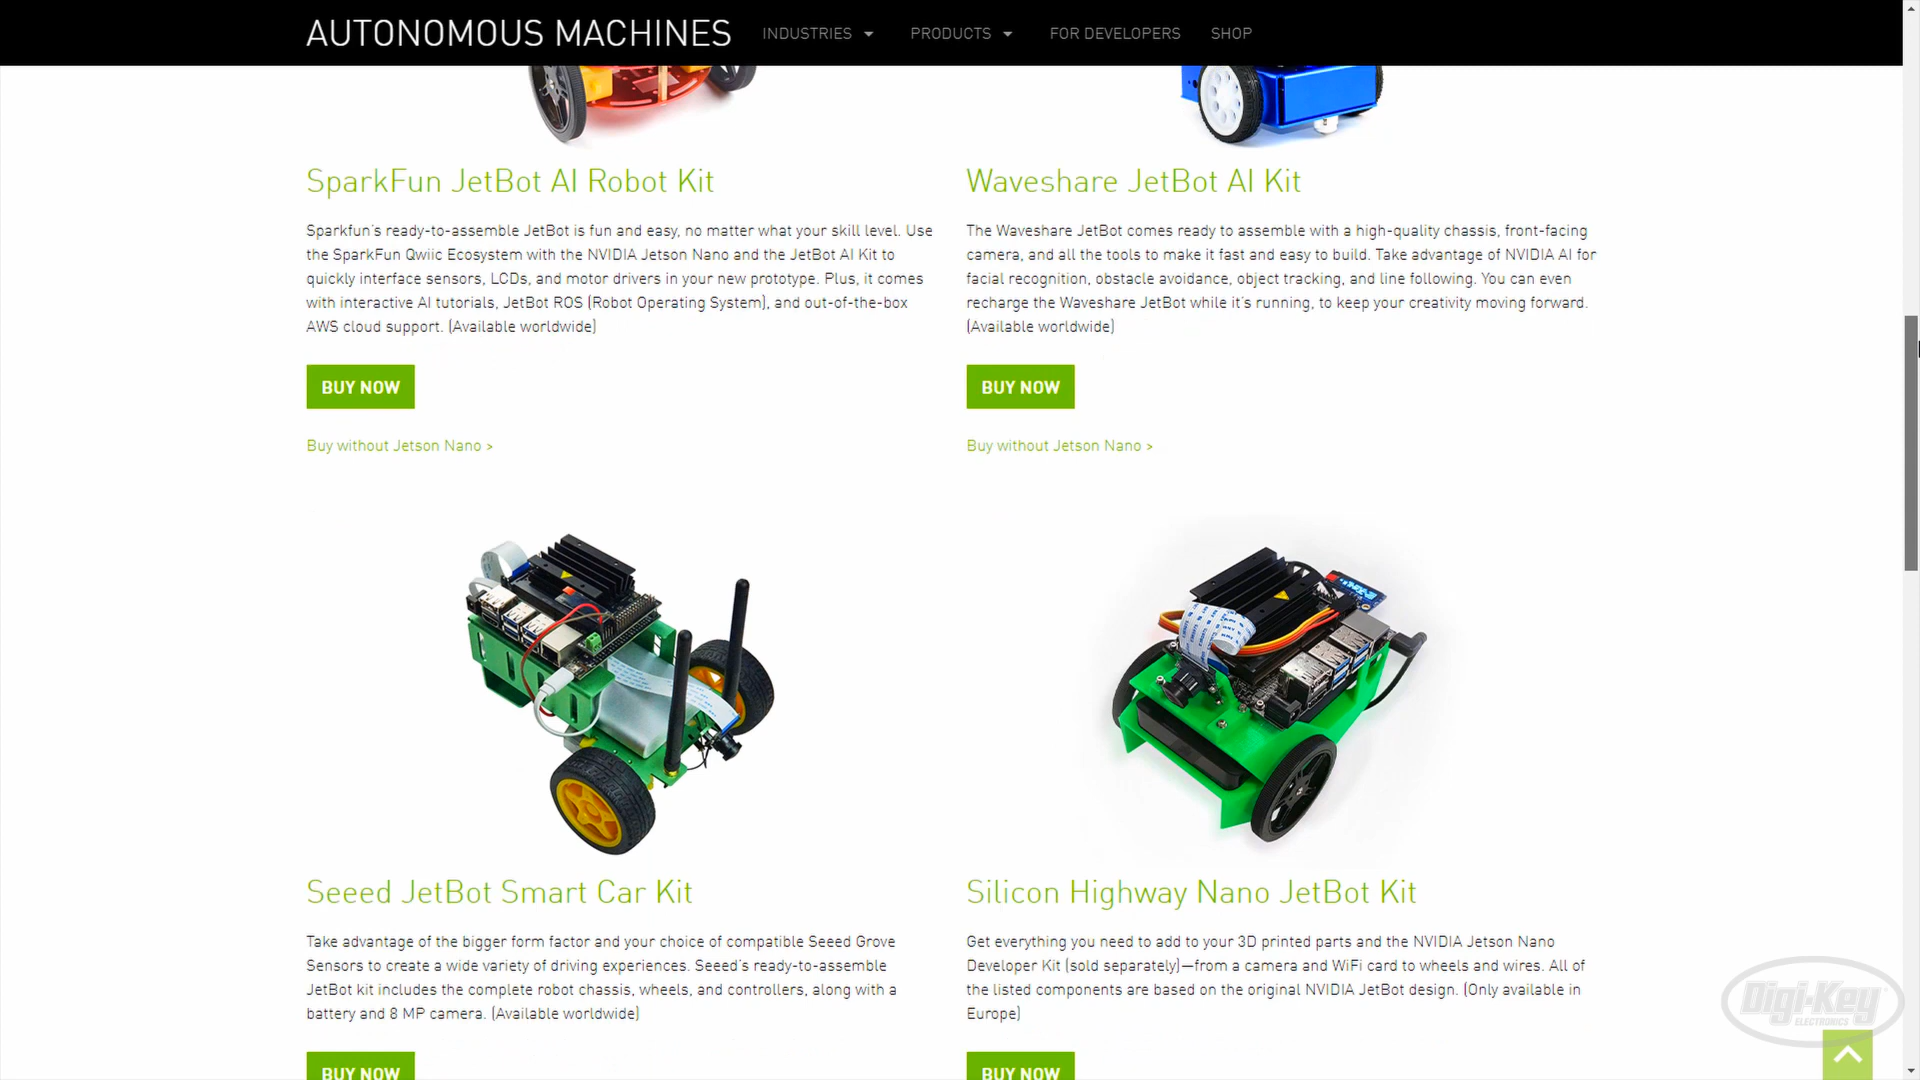 AUTONOMOUS MACHINES
INDUSTRIES
PRODUCTS
FOR DEVELOPERS
SHOP
SparkFun JetBot AI Robot Kit
Sparkfun's ready-to-assemble JetBot is fun and easy, no matter what your skill level. Use
the SparkFun Qwiic Ecosystem with the NVIDIA Jetson Nano and the JetBot AI Kit to
quickly interface sensors, LCDs, and motor drivers in your new prototype. Plus, it comes
with interactive AI tutorials, JetBot ROS (Robot Operating System), and out-of-the-box
AWS cloud support. (Available worldwide)
BUY NOW
Buy without Jetson Nano >
Waveshare JetBot AI Kit
The Waveshare JetBot comes ready to assemble with a high-quality chassis, front-facing
camera, and all the tools to make it fast and easy to build. Take advantage of NVIDIA AI for
facial recognition, obstacle avoidance, object tracking, and line following. You can even
recharge the Waveshare JetBot while it's running, to keep your creativity moving forward.
(Available worldwide)
BUY NOW
Buy without Jetson Nano >
Seeed JetBot Smart Car Kit
Take advantage of the bigger form factor and your choice of compatible Seeed Grove
Sensors to create a wide variety of driving experiences. Seeed's ready-to-assemble
JetBot kit includes the complete robot chassis, wheels, and controllers, along with a
battery and 8 MP camera. (Available worldwide)
BUY NOW
Silicon Highway Nano JetBot Kit
Get everything you need to add to your 3D printed parts and the NVIDIA Jetson Nano
Developer Kit (sold separately)—from a camera and WiFi card to wheels and wires. All of
the listed components are based on the original NVIDIA JetBot design. (Only available in
Europe)
BUY NOW
Digi-Key
ELECTRONICS